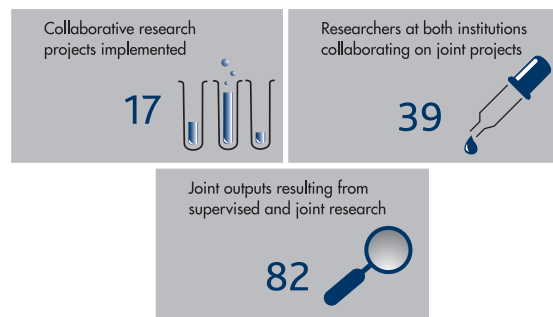 Collaborative research
projects implemented
17
Researchers at both institutions
collaborating on joint projects
39
Joint outputs resulting from
supervised and joint research
82